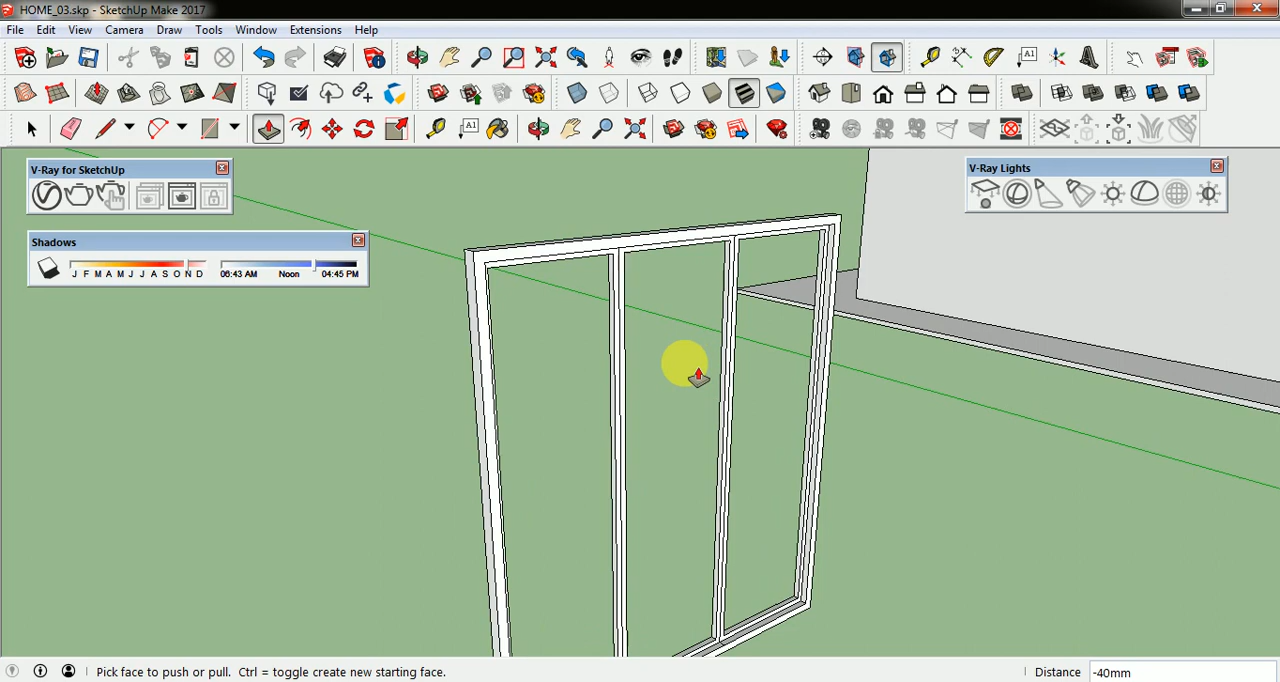 HOME_03.skp - SketchUp Make 2017
File Edit View Camera Draw Tools Window Extensions Help
A1
A1
V-Ray for SketchUp
V-Ray Lights
Shadows
J F M A M J J A S O N D 06:43 AM Noon 04:45 PM
Pick face to push or pull. Ctrl = toggle create new starting face. Distance -40mm